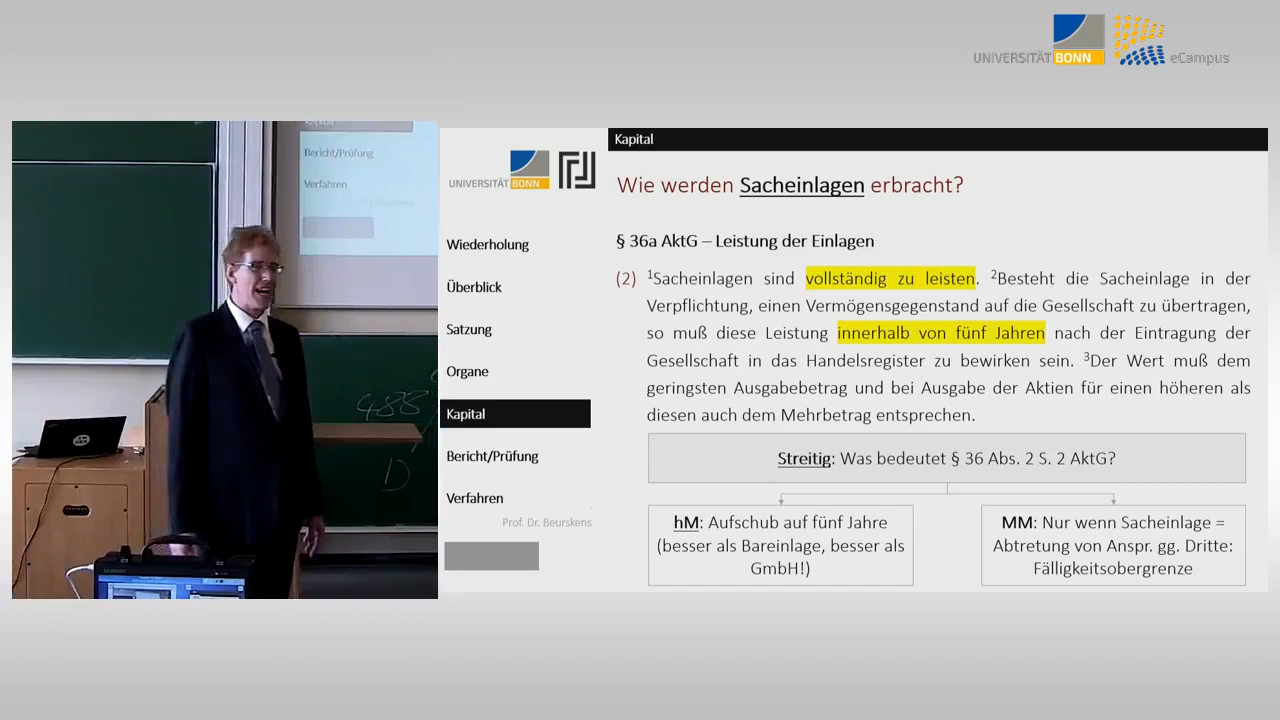 UNIVERSITÄT BONN
eCampus
Kapital
Bericht/Prüfung
Verfahren
488
D
UNIVERSITÄT BONN
Wiederholung
Überblick
Satzung
Organe
Kapital
Bericht/Prüfung
Verfahren
Prof. Dr. Beurskens
Kapital
Wie werden Sacheinlagen erbracht?
§ 36a AktG – Leistung der Einlagen
(2) 1Sacheinlagen sind vollständig zu leisten. 2Besteht die Sacheinlage in der
Verpflichtung, einen Vermögensgegenstand auf die Gesellschaft zu übertragen,
so muß diese Leistung innerhalb von fünf Jahren nach der Eintragung der
Gesellschaft in das Handelsregister zu bewirken sein. 3Der Wert muß dem
geringsten Ausgabebetrag und bei Ausgabe der Aktien für einen höheren als
diesen auch dem Mehrbetrag entsprechen.
Streitig: Was bedeutet § 36 Abs. 2 S. 2 AktG?
hM: Aufschub auf fünf Jahre
(besser als Bareinlage, besser als
GmbH!)
MM: Nur wenn Sacheinlage =
Abtretung von Anspr. gg. Dritte:
Fälligkeitsobergrenze